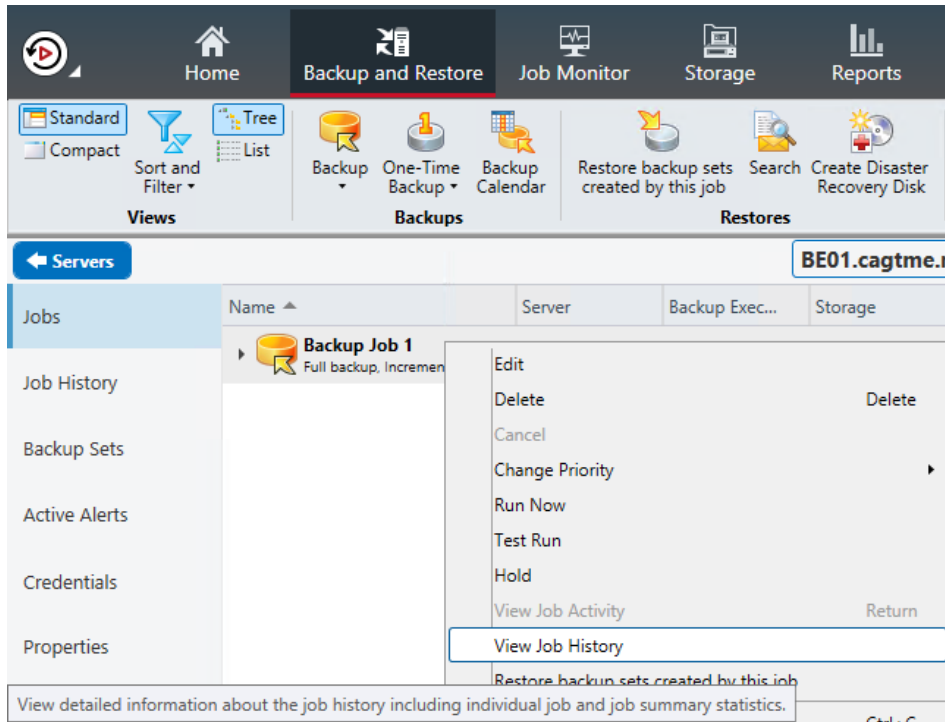 Home
Backup and Restore
Job Monitor
Storage
Reports
Standard
Compact
Sort and
Filter
Tree
List
Views
Backup
One-Time
Backup
Backup
Calendar
Backups
Restore backup sets
created by this job
Search
Create Disaster
Recovery Disk
Restores
Servers
BE01.cagtme.
Jobs
Job History
Backup Sets
Active Alerts
Credentials
Properties
Name
Server
Backup Exec...
Storage
Backup Job 1
Full backup, Incremen
Edit
Delete Delete
Cancel
Change Priority
Run Now
Test Run
Hold
View Job Activity Return
View Job History
Restore backup sets created by this job
View detailed information about the job history including individual job and job summary statistics.
Ctrl+C